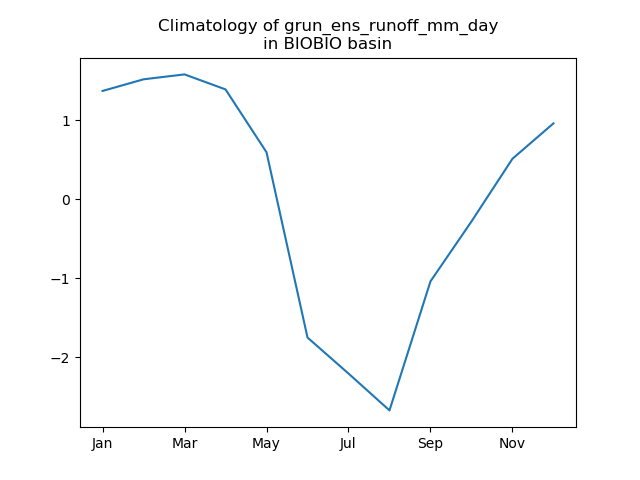 Climatology of grun_ens_runoff_mm_day
in BIOBIO basin
1
0
−1
−2
Jan
Mar
May
Jul
Sep
Nov